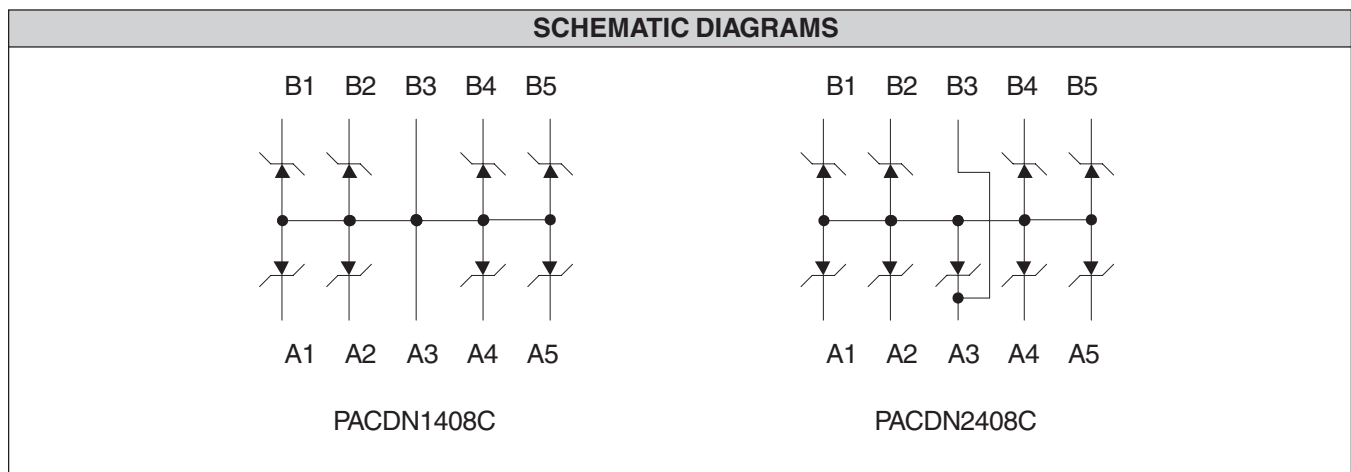 SCHEMATIC DIAGRAMS
B1 B2 B3 B4 B5
B1 B2 B3 B4 B5
A1 A2 A3 A4 A5
A1 A2 A3 A4 A5
PACDN1408C
PACDN2408C